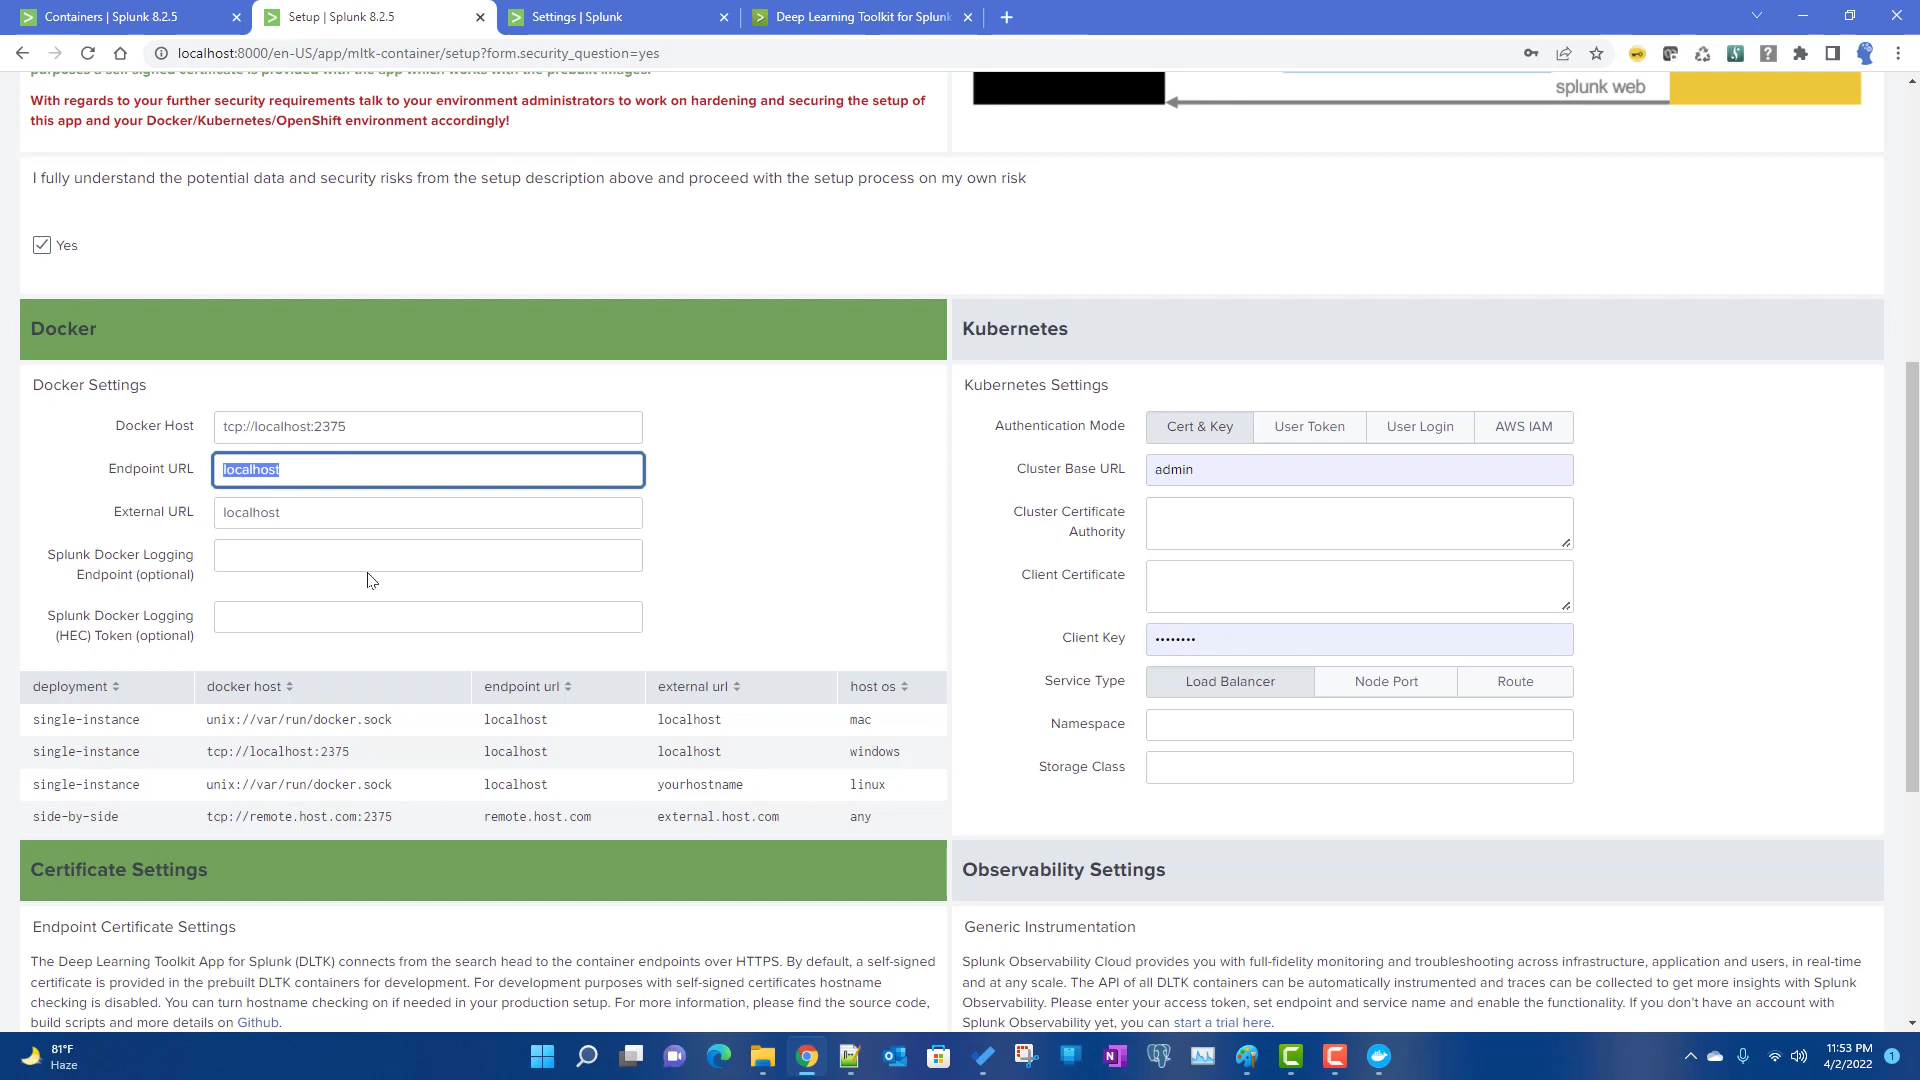 Containers | Splunk 8.2.5
Setup | Splunk 8.2.5
Settings | Splunk
Deep Learning Toolkit for Splunk
localhost:8000/en-US/app/mltk-container/setup?form.security_question=yes
purposes a self signed certificate is provided with the app which works with the prebuilt images.
With regards to your further security requirements talk to your environment administrators to work on hardening and securing the setup of
this app and your Docker/Kubernetes/OpenShift environment accordingly!
splunk web
I fully understand the potential data and security risks from the setup description above and proceed with the setup process on my own risk
Yes
Docker
Docker Settings
Docker Host tcp://localhost:2375
Endpoint URL localhost
External URL localhost
Splunk Docker Logging
Endpoint (optional)
Splunk Docker Logging
(HEC) Token (optional)
deployment docker host endpoint url external url host os
single-instance unix://var/run/docker.sock localhost localhost mac
single-instance tcp://localhost:2375 localhost localhost windows
single-instance unix://var/run/docker.sock localhost yourhostname linux
side-by-side tcp://remote.host.com:2375 remote.host.com external.host.com any
Kubernetes
Kubernetes Settings
Authentication Mode Cert & Key User Token User Login AWS IAM
Cluster Base URL admin
Cluster Certificate
Authority
Client Certificate
Client Key ••••••••
Service Type Load Balancer Node Port Route
Namespace
Storage Class
Certificate Settings
Endpoint Certificate Settings
The Deep Learning Toolkit App for Splunk (DLTK) connects from the search head to the container endpoints over HTTPS. By default, a self-signed
certificate is provided in the prebuilt DLTK containers for development. For development purposes with self-signed certificates hostname
checking is disabled. You can turn hostname checking on if needed in your production setup. For more information, please find the source code,
build scripts and more details on Github.
Observability Settings
Generic Instrumentation
Splunk Observability Cloud provides you with full-fidelity monitoring and troubleshooting across infrastructure, application and users, in real-time
and at any scale. The API of all DLTK containers can be automatically instrumented and traces can be collected to get more insights with Splunk
Observability. Please enter your access token, set endpoint and service name and enable the functionality. If you don't have an account with
Splunk Observability yet, you can start a trial here.
81°F
Haze
11:53 PM
4/2/2022
1